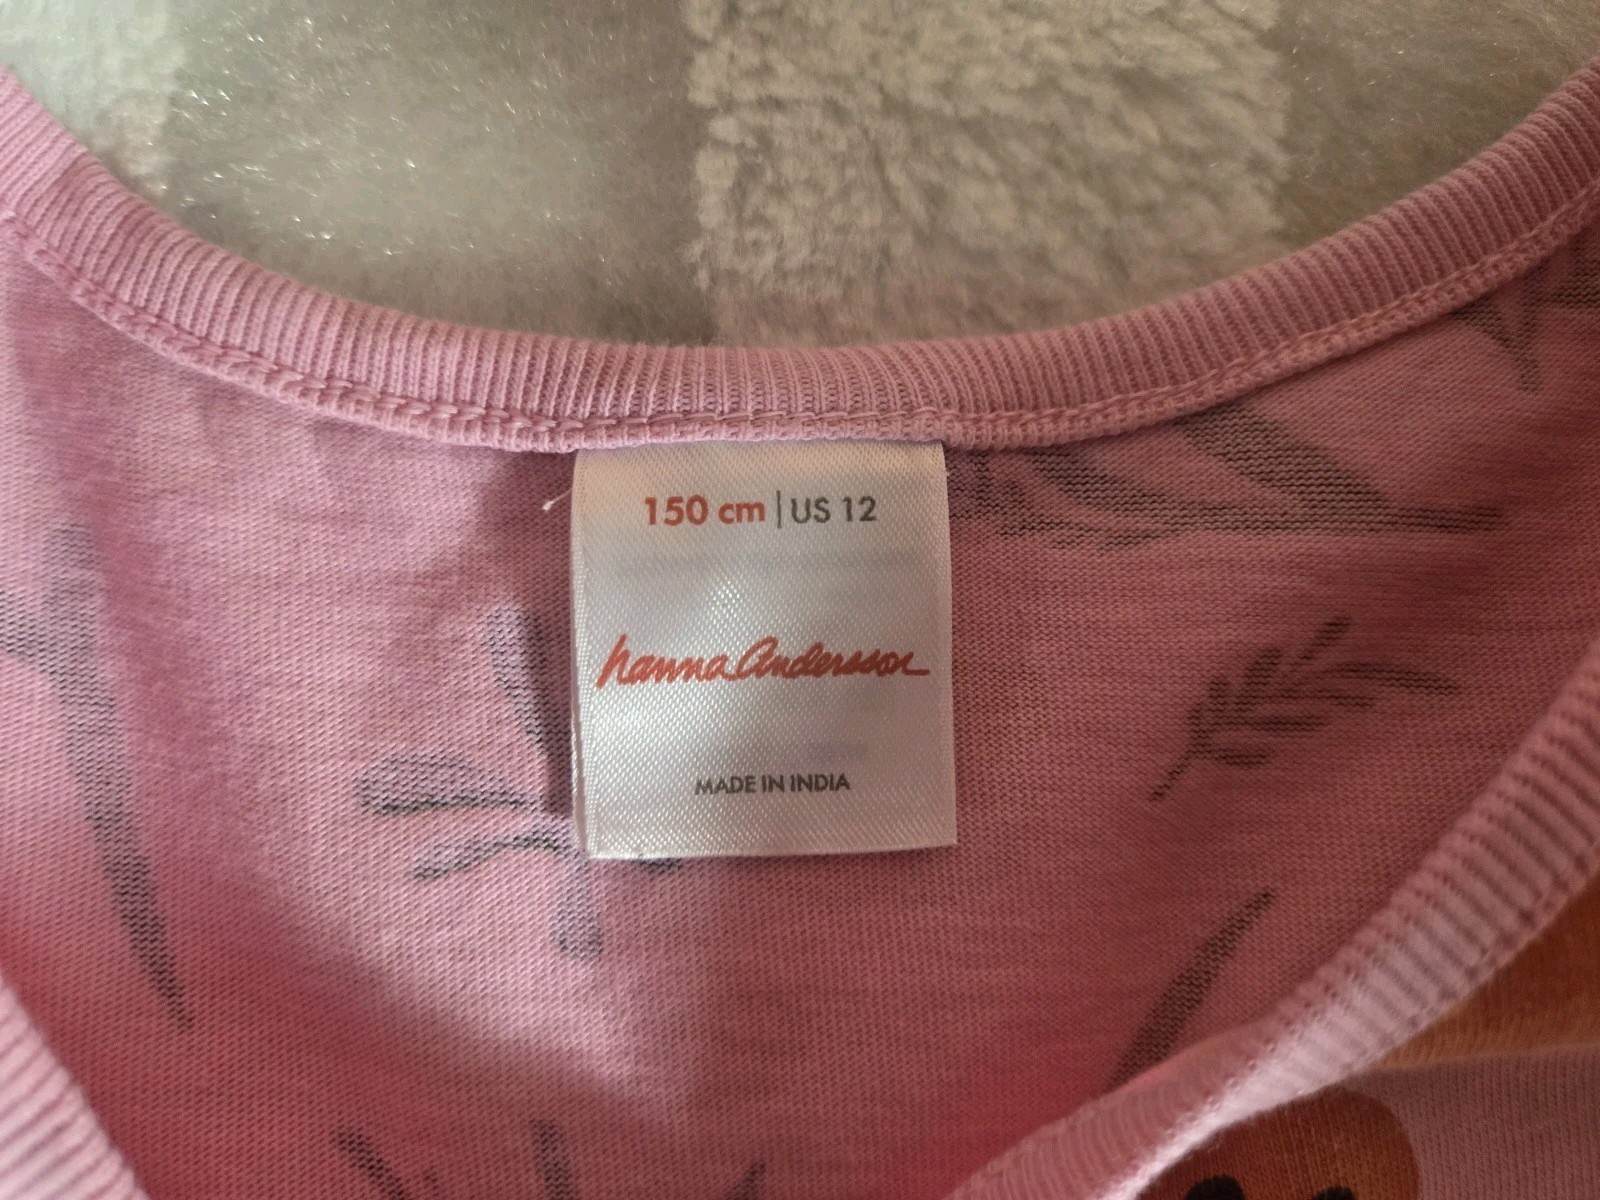 150 cm | US 12
hanna Andersson
MADE IN INDIA